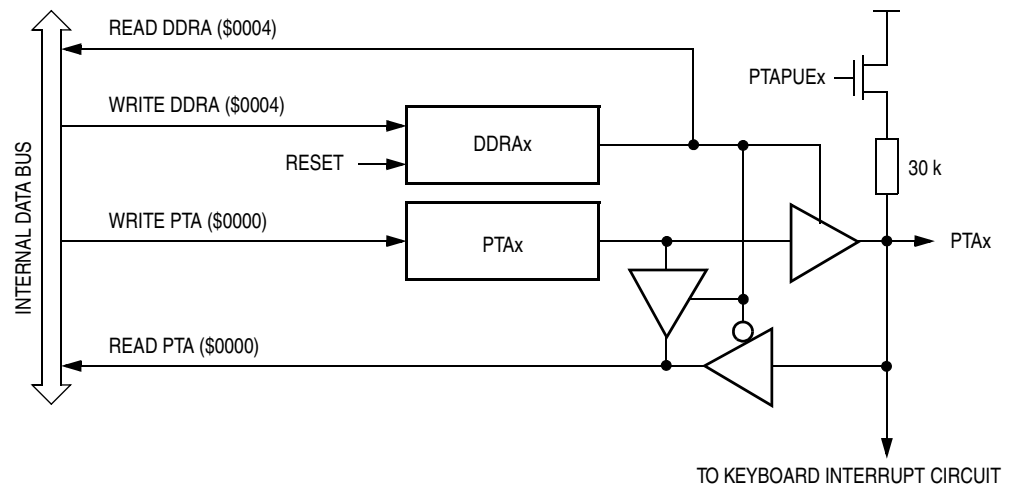 READ DDRA ($0004)
PTAPUEx
WRITE DDRA ($0004)
DDRAx
RESET
30 k
INTERNAL DATA BUS
WRITE PTA ($0000)
PTAx
PTAx
READ PTA ($0000)
TO KEYBOARD INTERRUPT CIRCUIT